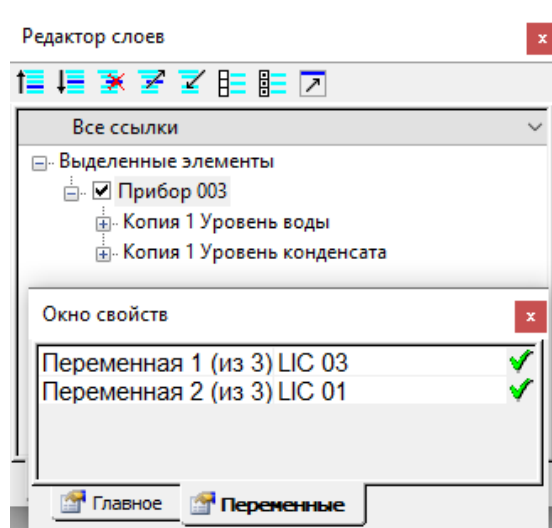 Редактор слоев
Все ссылки
Выделенные элементы
Прибор 003
Копия 1 Уровень воды
Копия 1 Уровень конденсата
Окно свойств
Переменная 1 (из 3) LIC 03
Переменная 2 (из 3) LIC 01
Главное
Переменные